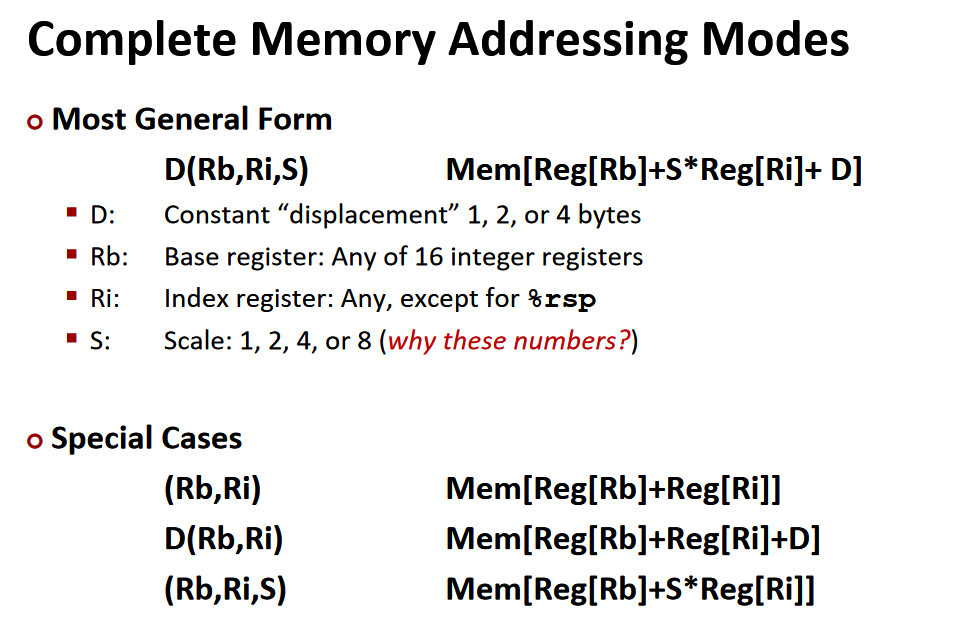 Complete Memory Addressing Modes
Most General Form
D(Rb,Ri,S) Mem[Reg[Rb]+S*Reg[Ri]+ D]
D: Constant “displacement” 1, 2, or 4 bytes
Rb: Base register: Any of 16 integer registers
Ri: Index register: Any, except for %rsp
S: Scale: 1, 2, 4, or 8 (why these numbers?)
Special Cases
(Rb,Ri) Mem[Reg[Rb]+Reg[Ri]]
D(Rb,Ri) Mem[Reg[Rb]+Reg[Ri]+D]
(Rb,Ri,S) Mem[Reg[Rb]+S*Reg[Ri]]